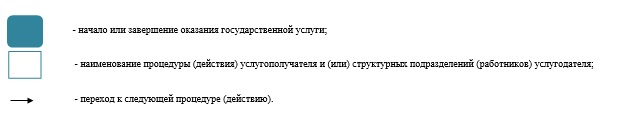 - начало или завершение оказания государственной услуги;
- наименование процедуры (действия) услугополучателя и (или) структурных подразделений (работников) услугодателя;
- переход к следующей процедуре (действию).